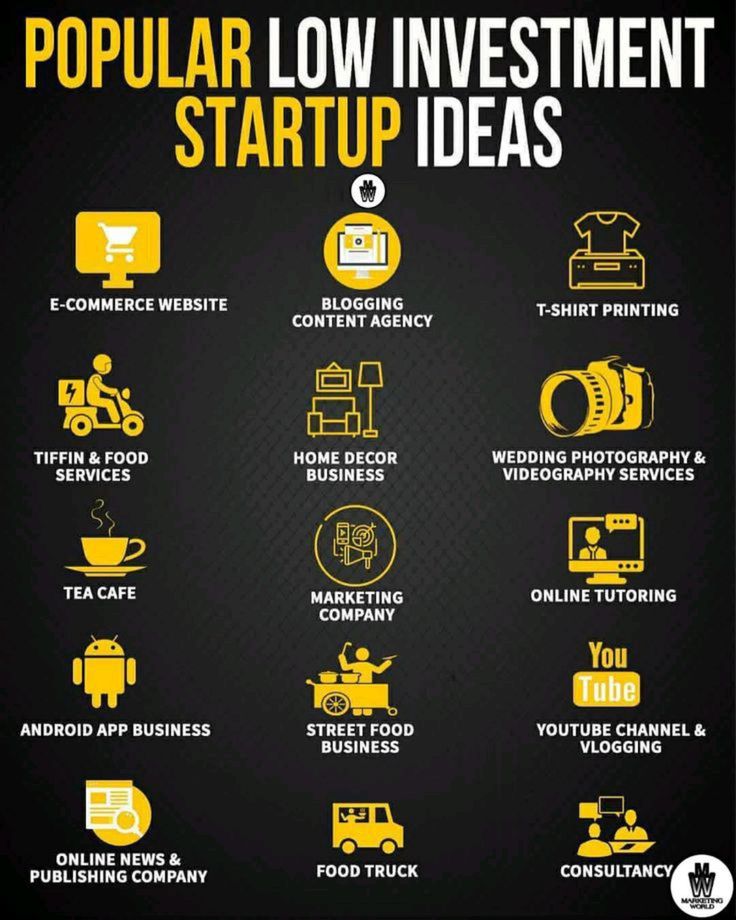 POPULAR LOW INVESTMENT
STARTUP IDEAS
MW
E-COMMERCE WEBSITE
BLOGGING
CONTENT AGENCY
T-SHIRT PRINTING
TIFFIN & FOOD
SERVICES
HOME DECOR
BUSINESS
WEDDING PHOTOGRAPHY &
VIDEOGRAPHY SERVICES
TEA CAFE
MARKETING
COMPANY
ONLINE TUTORING
ANDROID APP BUSINESS
STREET FOOD
BUSINESS
You
Tube
YOUTUBE CHANNEL &
VLOGGING
ONLINE NEWS &
PUBLISHING COMPANY
FOOD TRUCK
CONSULTANCY
MW
MARKETING
WORLD